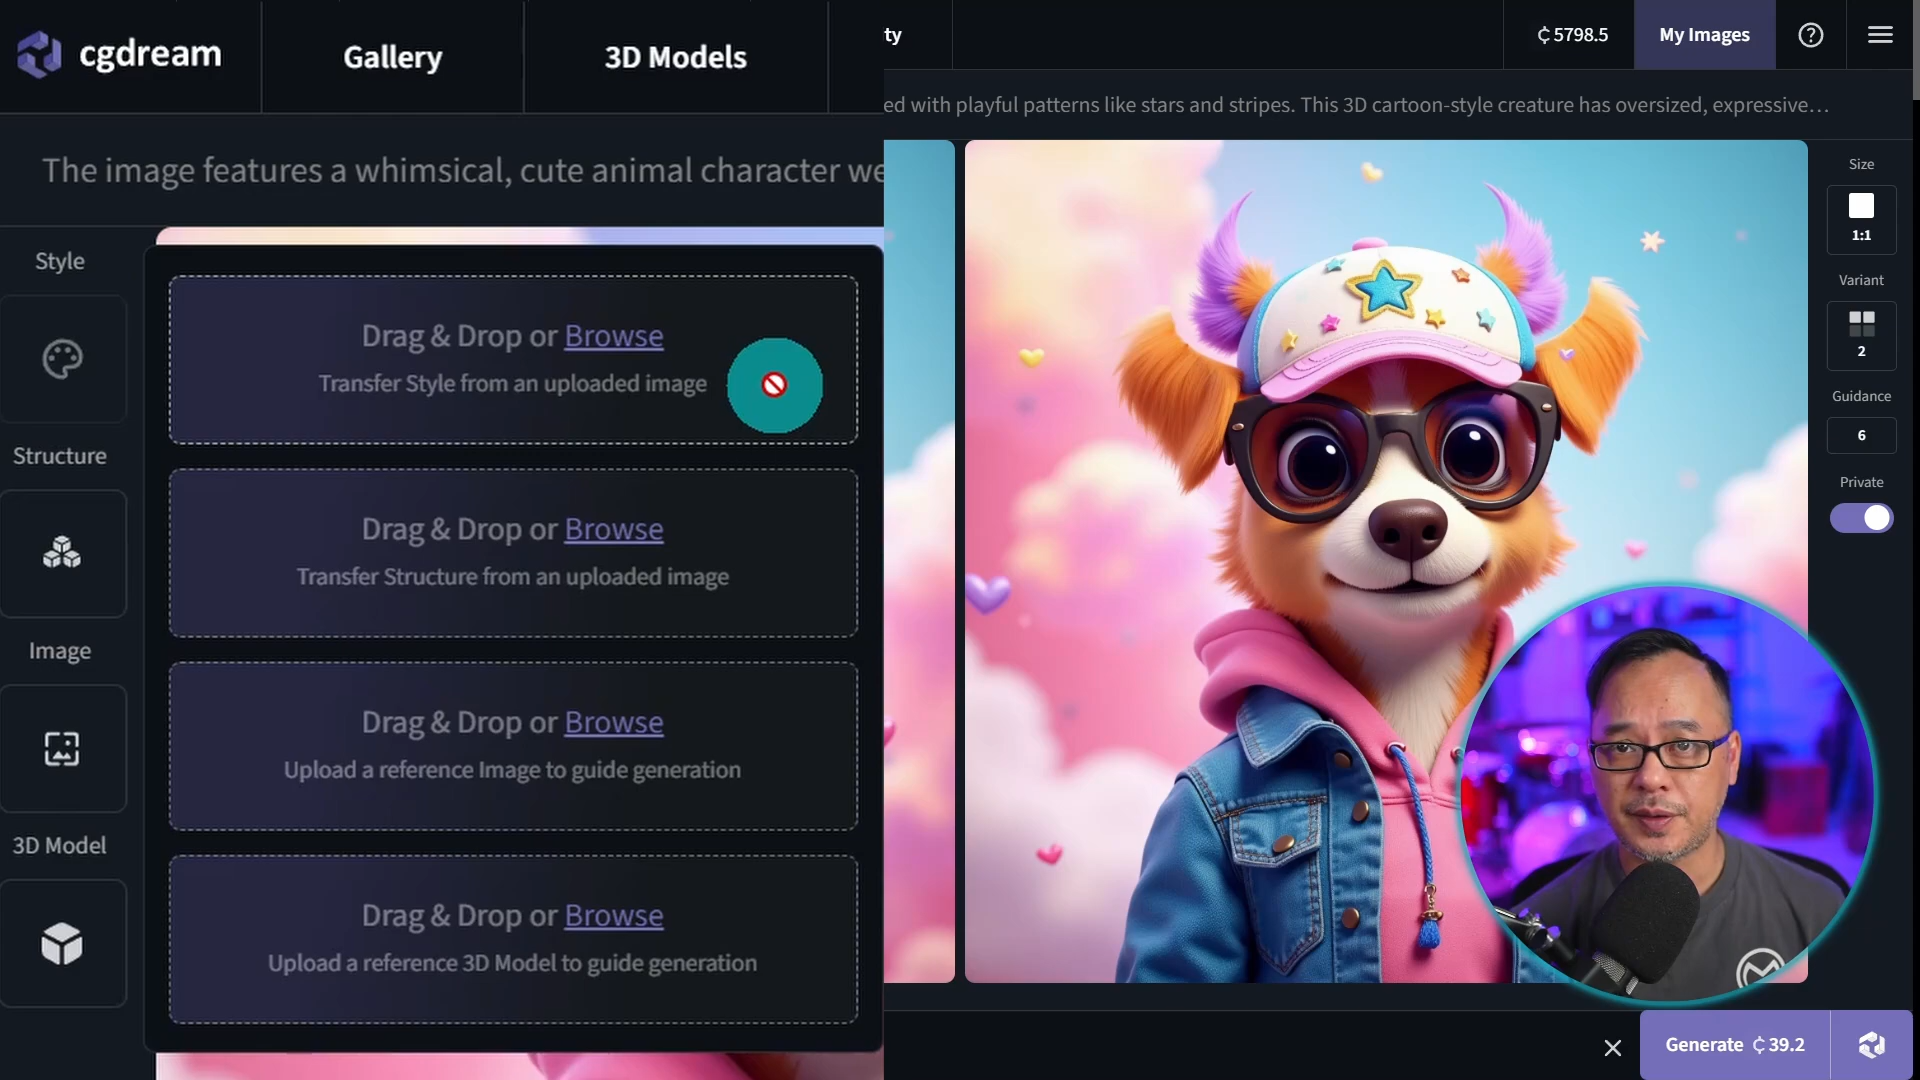 cgdream
Gallery
3D Models
ty
₵ 5798.5
My Images
The image features a whimsical, cute animal character we
ed with playful patterns like stars and stripes. This 3D cartoon-style creature has oversized, expressive…
Style
Drag & Drop or Browse
Transfer Style from an uploaded image
Structure
Drag & Drop or Browse
Transfer Structure from an uploaded image
Image
Drag & Drop or Browse
Upload a reference Image to guide generation
3D Model
Drag & Drop or Browse
Upload a reference 3D Model to guide generation
Size
1:1
Variant
2
Guidance
6
Private
Generate ₵ 39.2